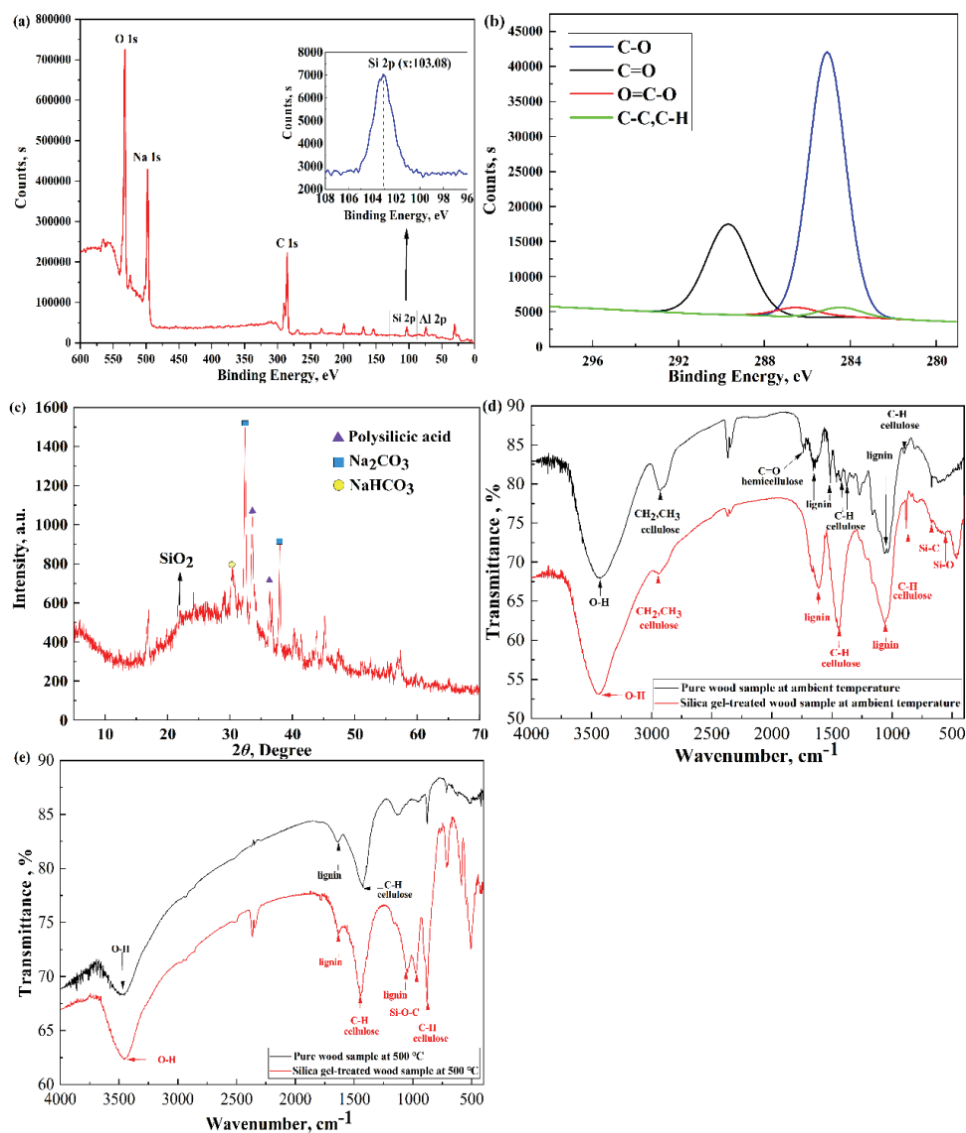 (a)
800000
700000
600000
500000
400000
300000
200000
100000
0
Counts, s
O 1s
Na 1s
C 1s
Si 2p
Al 2p
600 550 500 450 400 350 300 250 200 150 100 50 0
Binding Energy, eV
8000
7000
6000
5000
4000
3000
2000
Counts, s
Si 2p (x:103.08)
108 106 104 102 100 98 96
Binding Energy, eV
(b)
45000
40000
35000
30000
25000
20000
15000
10000
5000
0
Counts, s
C-O
C=O
O=C-O
C-C,C-H
296 292 288 284 280
Binding Energy, eV
(c)
1600
1400
1200
1000
800
600
400
200
0
Intensity, a.u.
Polysilicic acid
Na2CO3
NaHCO3
SiO2
10 20 30 40 50 60 70
2θ, Degree
(d)
90
85
80
75
70
65
60
55
50
Transmittance, %
C-H
cellulose
lignin
C=O
hemicellulose
lignin
C-H
cellulose
CH2,CH3
cellulose
O-H
CH2,CH3
cellulose
lignin
C-H
cellulose
lignin
C-H
cellulose
Si-C
Si-O
O-H
Pure wood sample at ambient temperature
Silica gel-treated wood sample at ambient temperature
4000 3500 3000 2500 2000 1500 1000 500
Wavenumber, cm-1
(e)
90
85
80
75
70
65
60
Transmittance , %
O-H
lignin
C-H
cellulose
lignin
C-H
cellulose
lignin
Si-O-C
C-H
cellulose
O-H
Pure wood sample at 500 °C
Silica gel-treated wood sample at 500 °C
4000 3500 3000 2500 2000 1500 1000 500
Wavenumber, cm-1